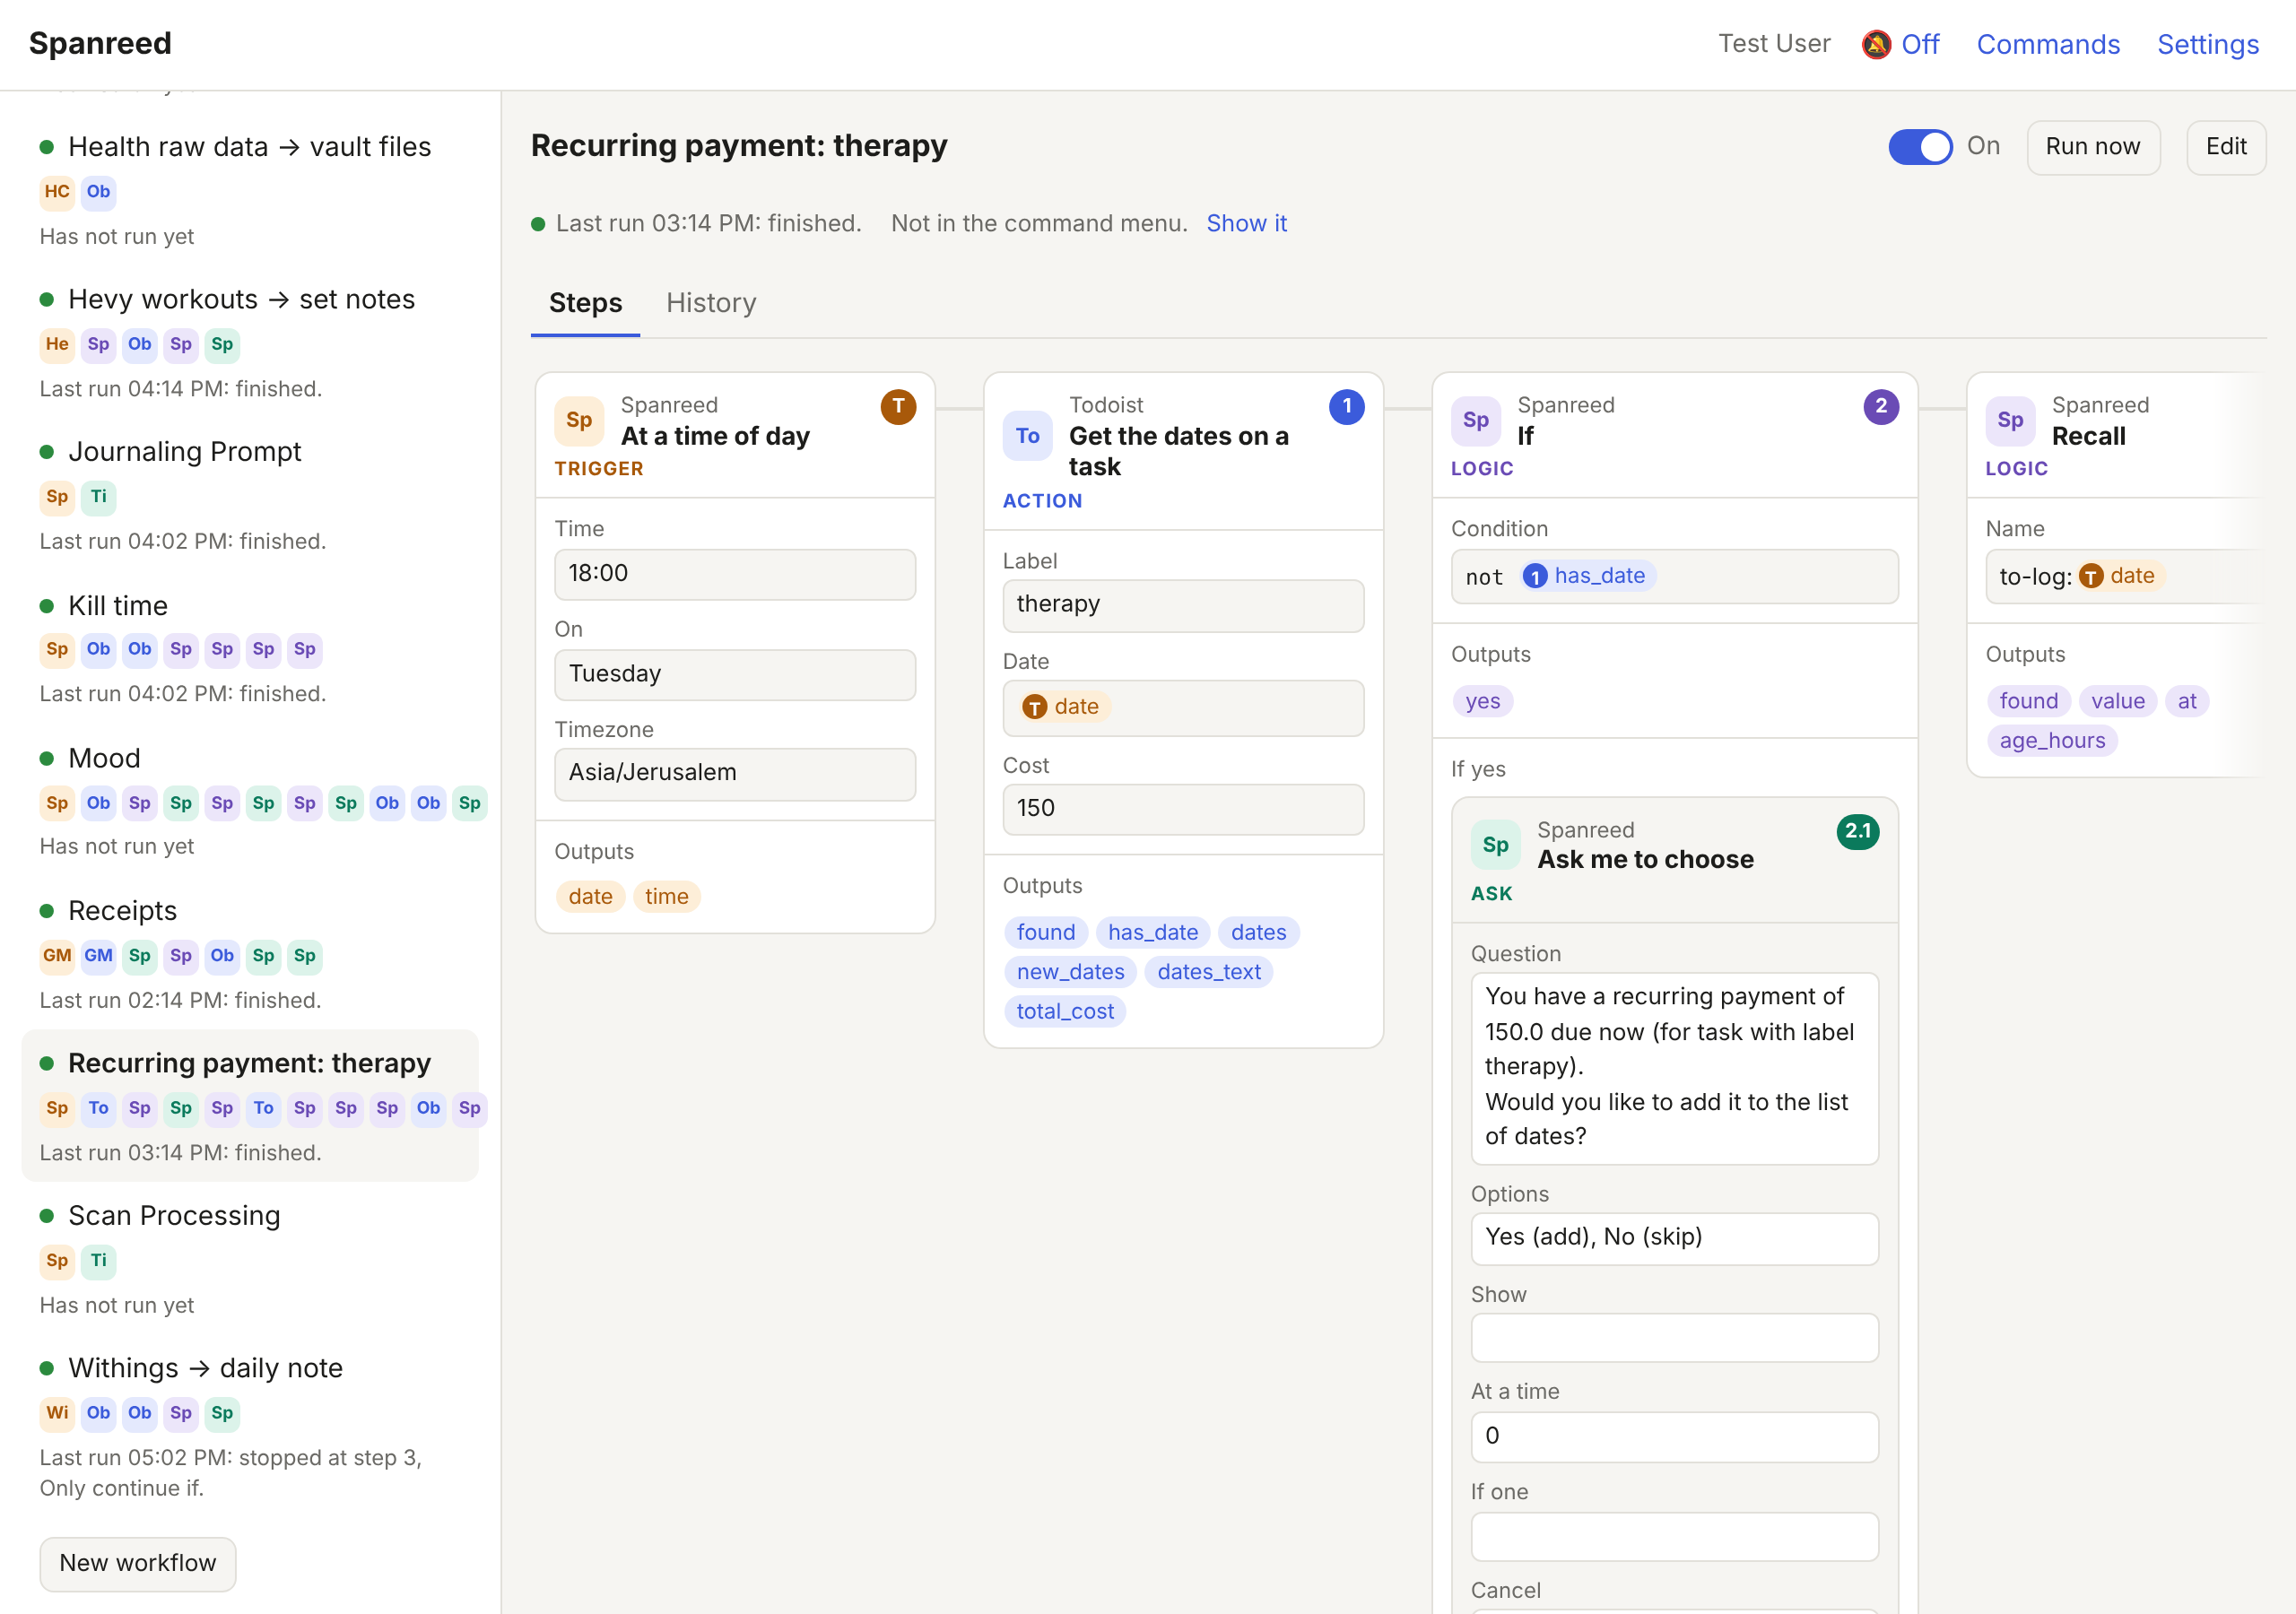 Spanreed
Test User
Off
Commands
Settings
Health raw data → vault files
HC Ob
Has not run yet
Hevy workouts → set notes
He Sp Ob Sp Sp
Last run 04:14 PM: finished.
Journaling Prompt
Sp Ti
Last run 04:02 PM: finished.
Kill time
Sp Ob Ob Sp Sp Sp Sp
Last run 04:02 PM: finished.
Mood
Sp Ob Sp Sp Sp Sp Sp Sp Ob Ob Sp
Has not run yet
Receipts
GM GM Sp Sp Ob Sp Sp
Last run 02:14 PM: finished.
Recurring payment: therapy
Sp To Sp Sp Sp To Sp Sp Sp Ob Sp
Last run 03:14 PM: finished.
Scan Processing
Sp Ti
Has not run yet
Withings → daily note
Wi Ob Ob Sp Sp
Last run 05:02 PM: stopped at step 3,
Only continue if.
New workflow
Recurring payment: therapy
On
Run now
Edit
Last run 03:14 PM: finished. Not in the command menu. Show it
Steps History
Sp
Spanreed
At a time of day
T
TRIGGER
Time
18:00
On
Tuesday
Timezone
Asia/Jerusalem
Outputs
date time
To
Todoist
Get the dates on a
task
1
ACTION
Label
therapy
Date
T date
Cost
150
Outputs
found has_date dates
new_dates dates_text
total_cost
Sp
Spanreed
If
2
LOGIC
Condition
not 1 has_date
Outputs
yes
If yes
Sp
Spanreed
Ask me to choose
2.1
ASK
Question
You have a recurring payment of
150.0 due now (for task with label
therapy).
Would you like to add it to the list
of dates?
Options
Yes (add), No (skip)
Show
At a time
0
If one
Cancel
Sp
Spanreed
Recall
LOGIC
Name
to-log: T date
Outputs
found value at
age_hours